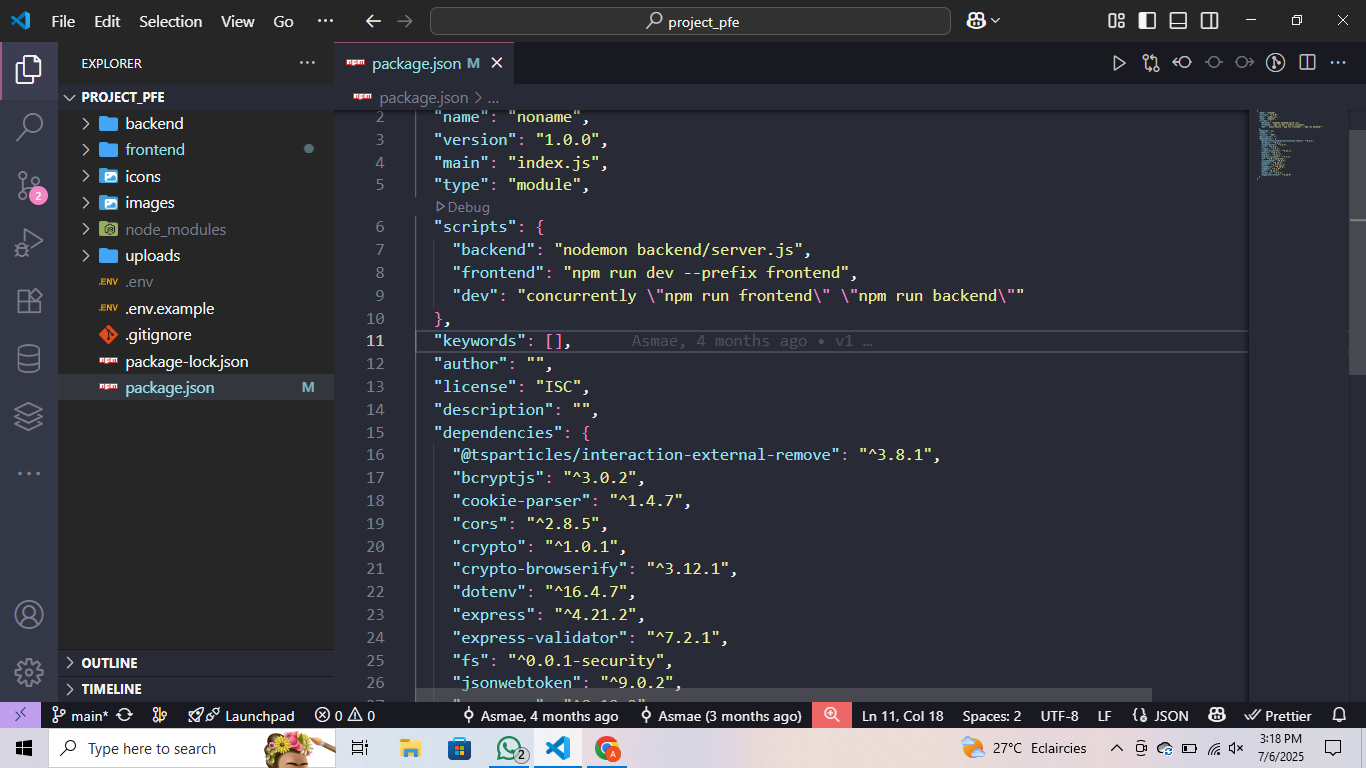 File Edit Selection View Go ··· project_pfe
EXPLORER ···
PROJECT_PFE
backend
frontend
icons
images
node_modules
uploads
.ENV .env
.ENV .env.example
.gitignore
npm package-lock.json
npm package.json M
OUTLINE
TIMELINE
2
npm package.json M
npm package.json > ...
2 "name": "noname",
3 "version": "1.0.0",
4 "main": "index.js",
5 "type": "module",
Debug
6 "scripts": {
7 "backend": "nodemon backend/server.js",
8 "frontend": "npm run dev --prefix frontend",
9 "dev": "concurrently \"npm run frontend\" \"npm run backend\""
10 },
11 "keywords": [], Asmae, 4 months ago • v1 …
12 "author": "",
13 "license": "ISC",
14 "description": "",
15 "dependencies": {
16 "@tsparticles/interaction-external-remove": "^3.8.1",
17 "bcryptjs": "^3.0.2",
18 "cookie-parser": "^1.4.7",
19 "cors": "^2.8.5",
20 "crypto": "^1.0.1",
21 "crypto-browserify": "^3.12.1",
22 "dotenv": "^16.4.7",
23 "express": "^4.21.2",
24 "express-validator": "^7.2.1",
25 "fs": "^0.0.1-security",
26 "jsonwebtoken": "^9.0.2",
main* Launchpad 0 0 Asmae, 4 months ago Asmae (3 months ago) Ln 11, Col 18 Spaces: 2 UTF-8 LF {} JSON Prettier
Type here to search 2 27°C Eclaircies 3:18 PM
7/6/2025